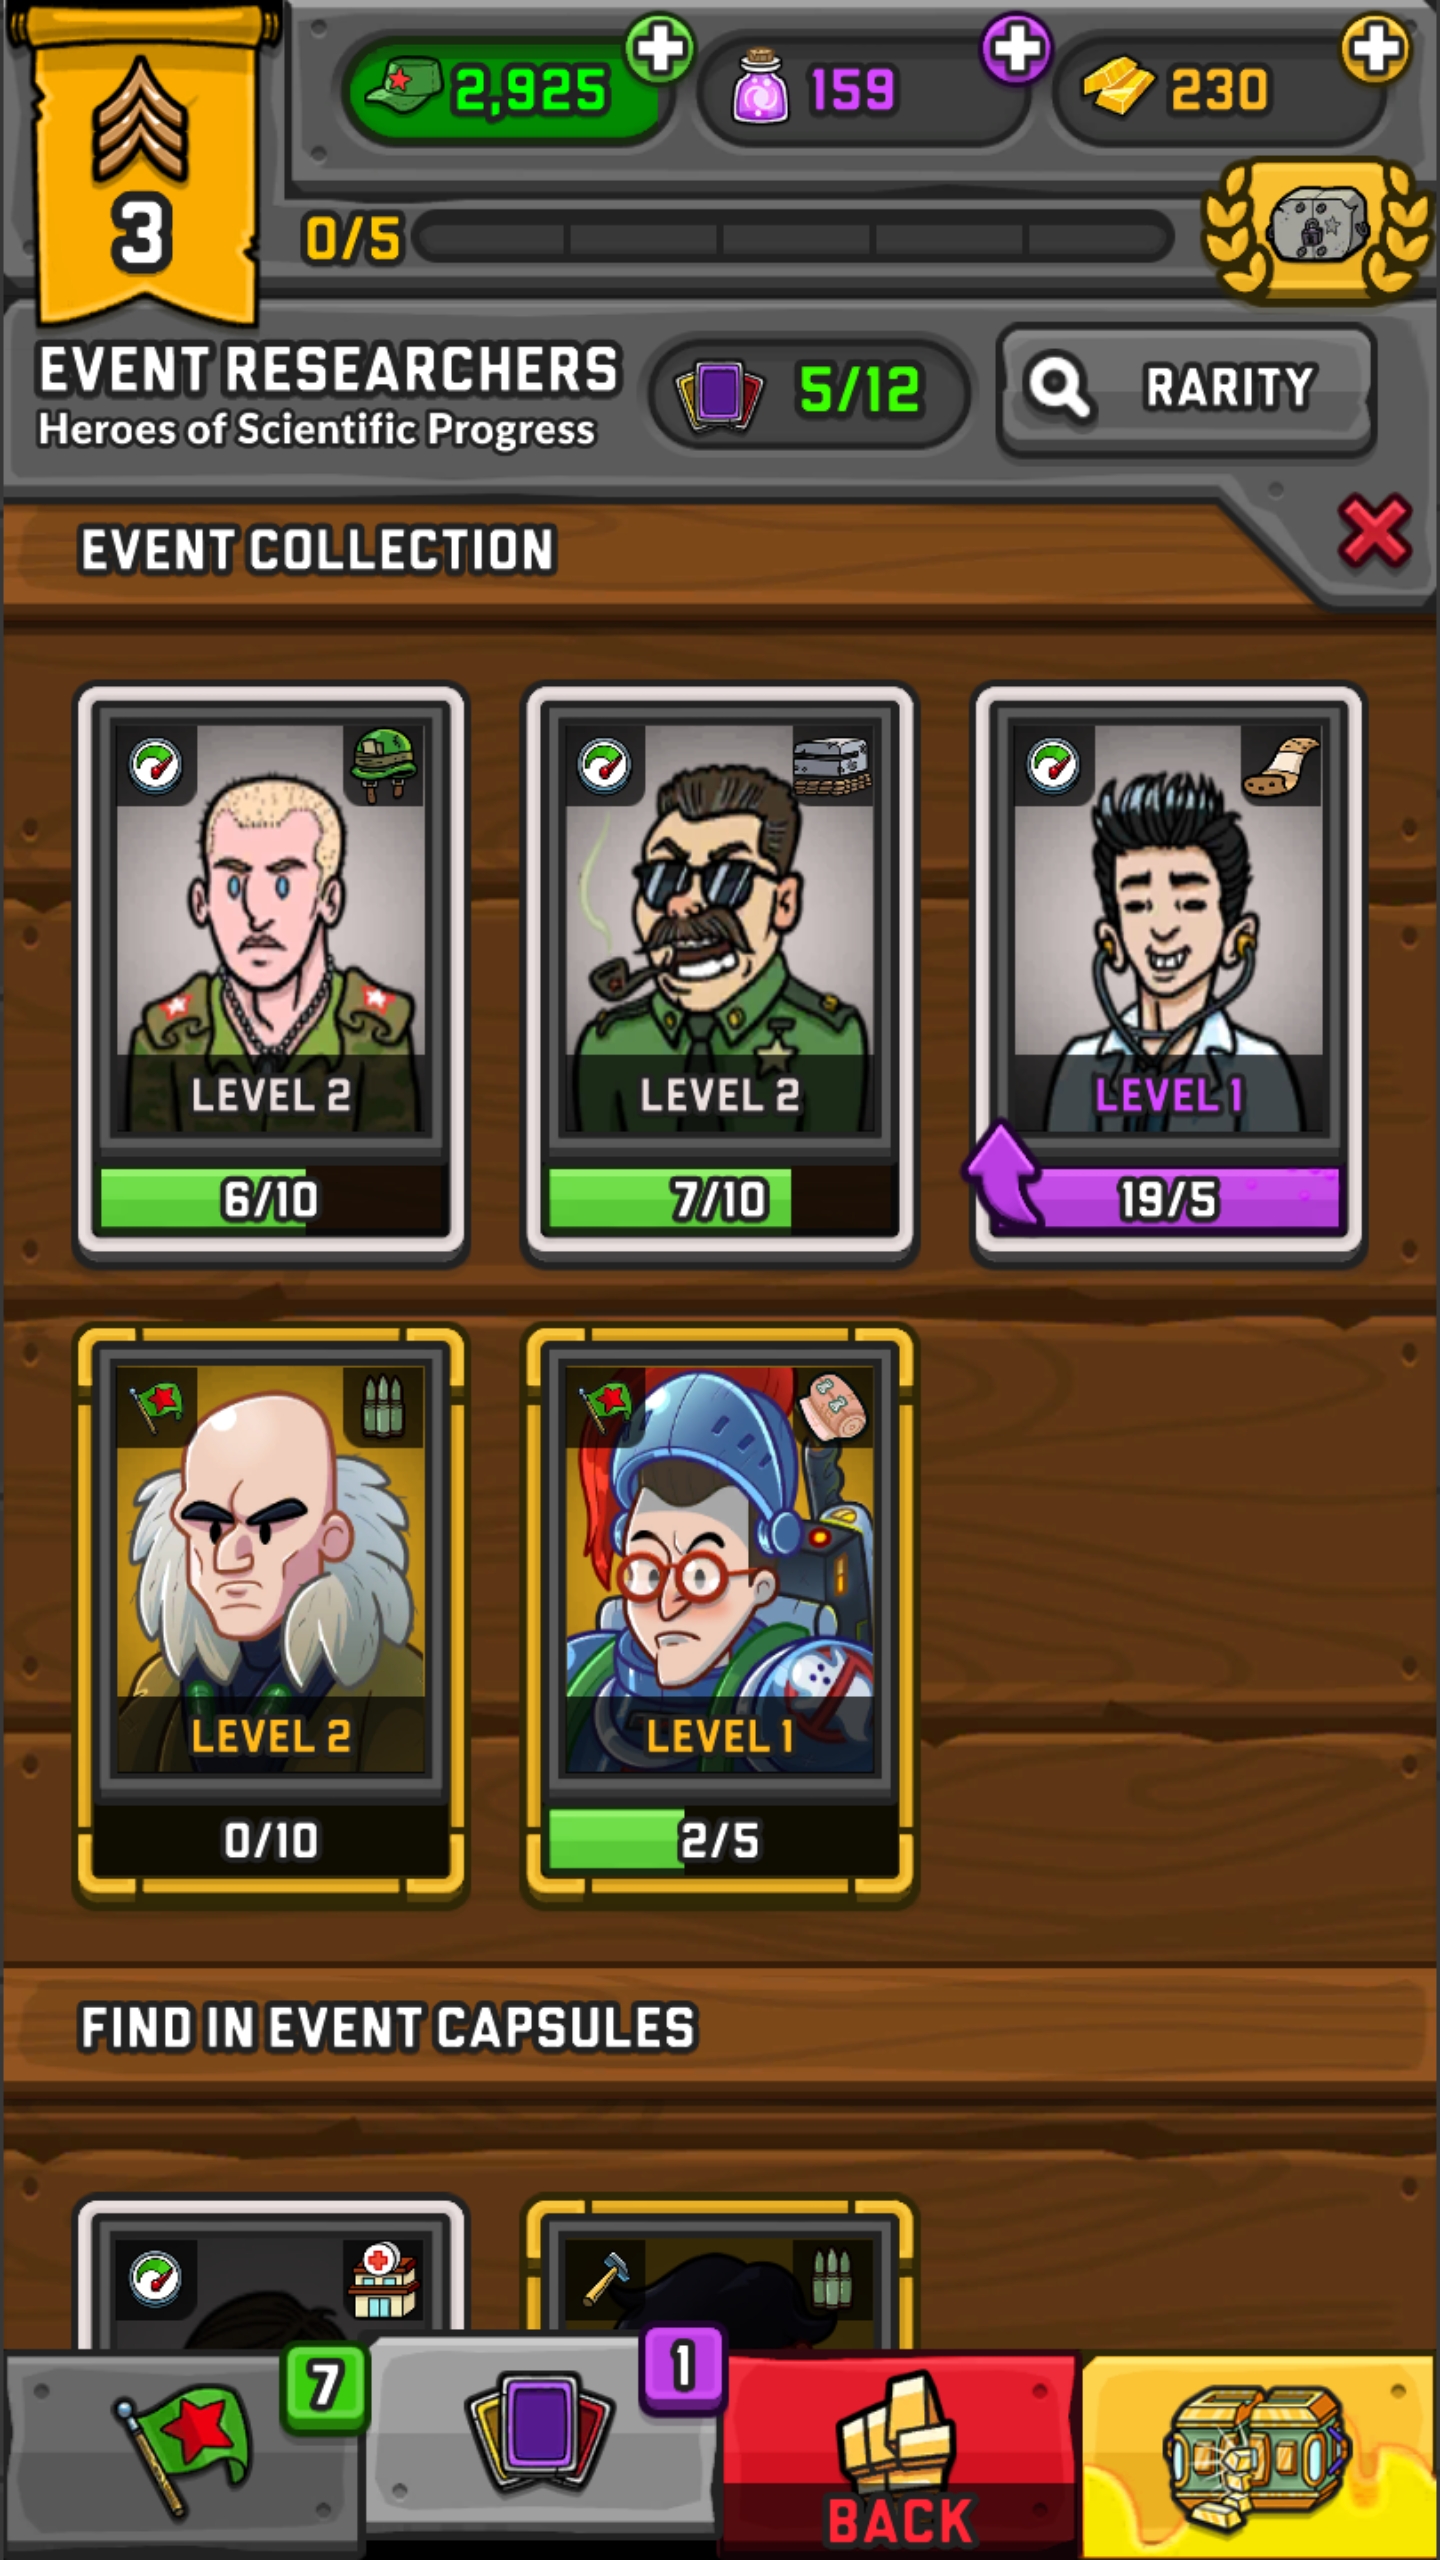 2,925
159
230
3
0/5
EVENT RESEARCHERS
Heroes of Scientific Progress
5/12
RARITY
EVENT COLLECTION
LEVEL 2
LEVEL 2
LEVEL 1
6/10
7/10
19/5
LEVEL 2
LEVEL 1
0/10
2/5
FIND IN EVENT CAPSULES
7
1
BACK